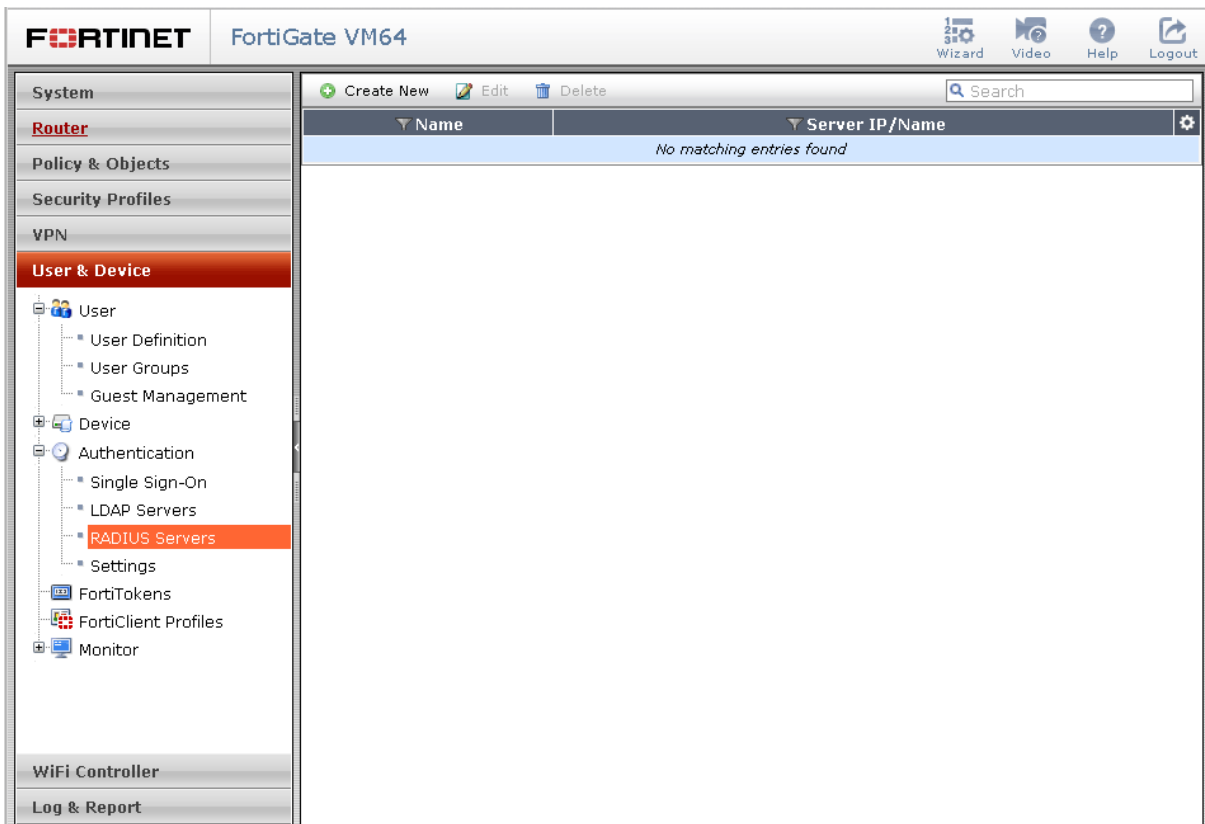 FORTINET
FortiGate VM64
Wizard
Video
Help
Logout
System
Router
Policy & Objects
Security Profiles
VPN
User & Device
User
User Definition
User Groups
Guest Management
Device
Authentication
Single Sign-On
LDAP Servers
RADIUS Servers
Settings
FortiTokens
FortiClient Profiles
Monitor
WiFi Controller
Log & Report
Create New Edit Delete
Search
Name Server IP/Name
No matching entries found